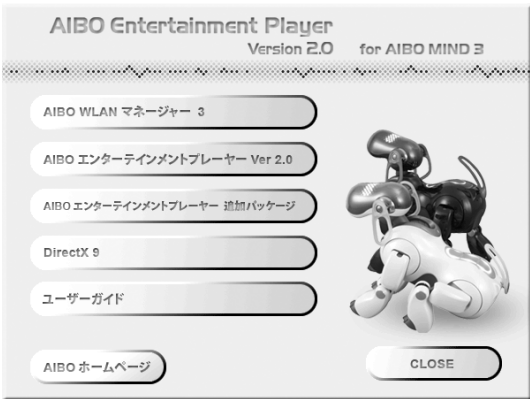 AIBO Entertainment Player
Version 2.0 for AIBO MIND 3
AIBO WLAN マネージャー 3
AIBO エンターテインメントプレーヤー Ver 2.0
AIBO エンターテインメントプレーヤー 追加パッケージ
DirectX 9
ユーザーガイド
AIBO ホームページ
CLOSE